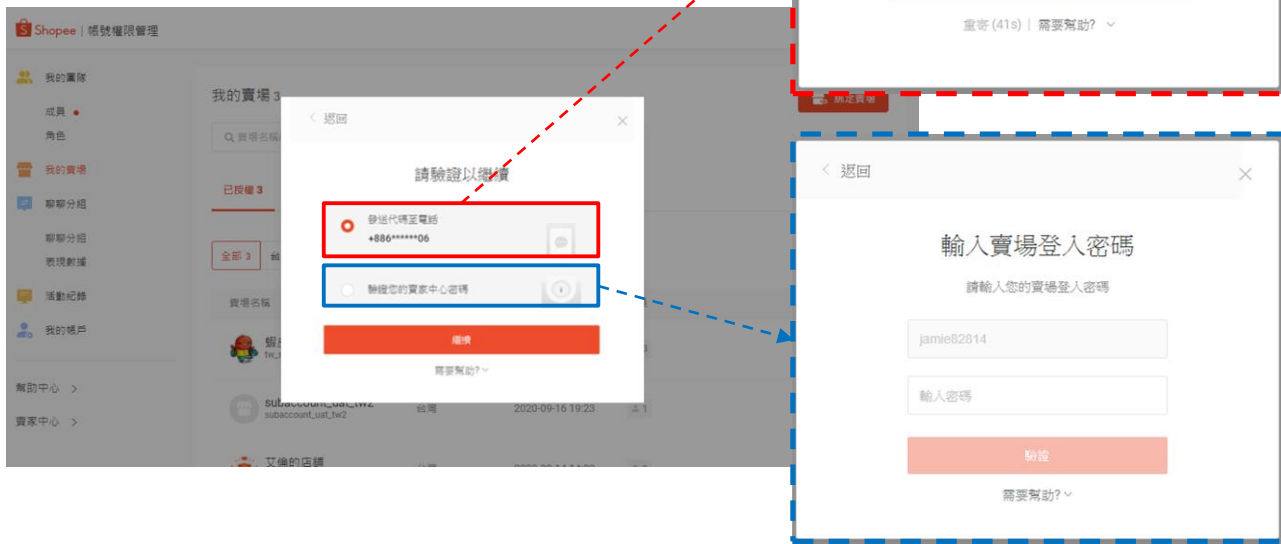 Shopee | 帳號權限管理
重寄 (41s) | 需要幫助?
我的團隊
成員
角色
我的賣場
聊聊分組
聊聊分組
表現數據
活動紀錄
我的帳戶
幫助中心 >
賣家中心 >
我的賣場 3
綁定賣場
賣場名稱
已授權 3
全部 3
賣場名稱
subaccount_uat_tw2
subaccount_uat_tw2
台灣
2020-09-16 19:23
1
艾倫的店鋪
返回
請驗證以繼續
發送代碼至電話
+886******06
驗證您的賣家中心密碼
繼續
需要幫助?
返回
輸入賣場登入密碼
請輸入您的賣場登入密碼
jamie82814
輸入密碼
驗證
需要幫助?